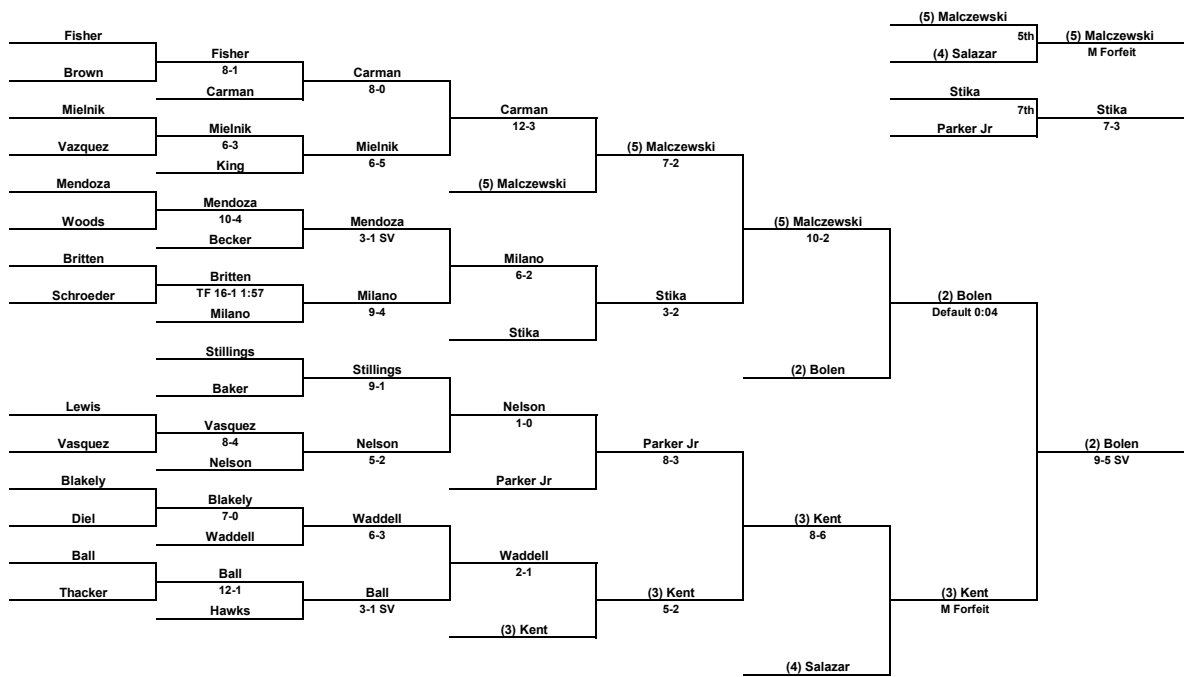 Fisher
Brown
Mielnik
Vazquez
Mendoza
Woods
Britten
Schroeder
Lewis
Vasquez
Blakely
Diel
Ball
Thacker
Fisher
8-1
Carman
Mielnik
6-3
King
Mendoza
10-4
Becker
Britten
TF 16-1 1:57
Milano
Stillings
Baker
Vasquez
8-4
Nelson
Blakely
7-0
Waddell
Ball
12-1
Hawks
Carman
8-0
Mielnik
6-5
Mendoza
3-1 SV
Milano
9-4
Stillings
9-1
Nelson
5-2
Waddell
6-3
Ball
3-1 SV
Carman
12-3
(5) Malczewski
Milano
6-2
Stika
Nelson
1-0
Parker Jr
Waddell
2-1
(3) Kent
(5) Malczewski
7-2
Stika
3-2
Parker Jr
8-3
(3) Kent
5-2
(5) Malczewski
10-2
(2) Bolen
(3) Kent
8-6
(4) Salazar
(2) Bolen
Default 0:04
(3) Kent
M Forfeit
(2) Bolen
9-5 SV
(5) Malczewski
5th
(4) Salazar
(5) Malczewski
M Forfeit
Stika
7th
Parker Jr
Stika
7-3